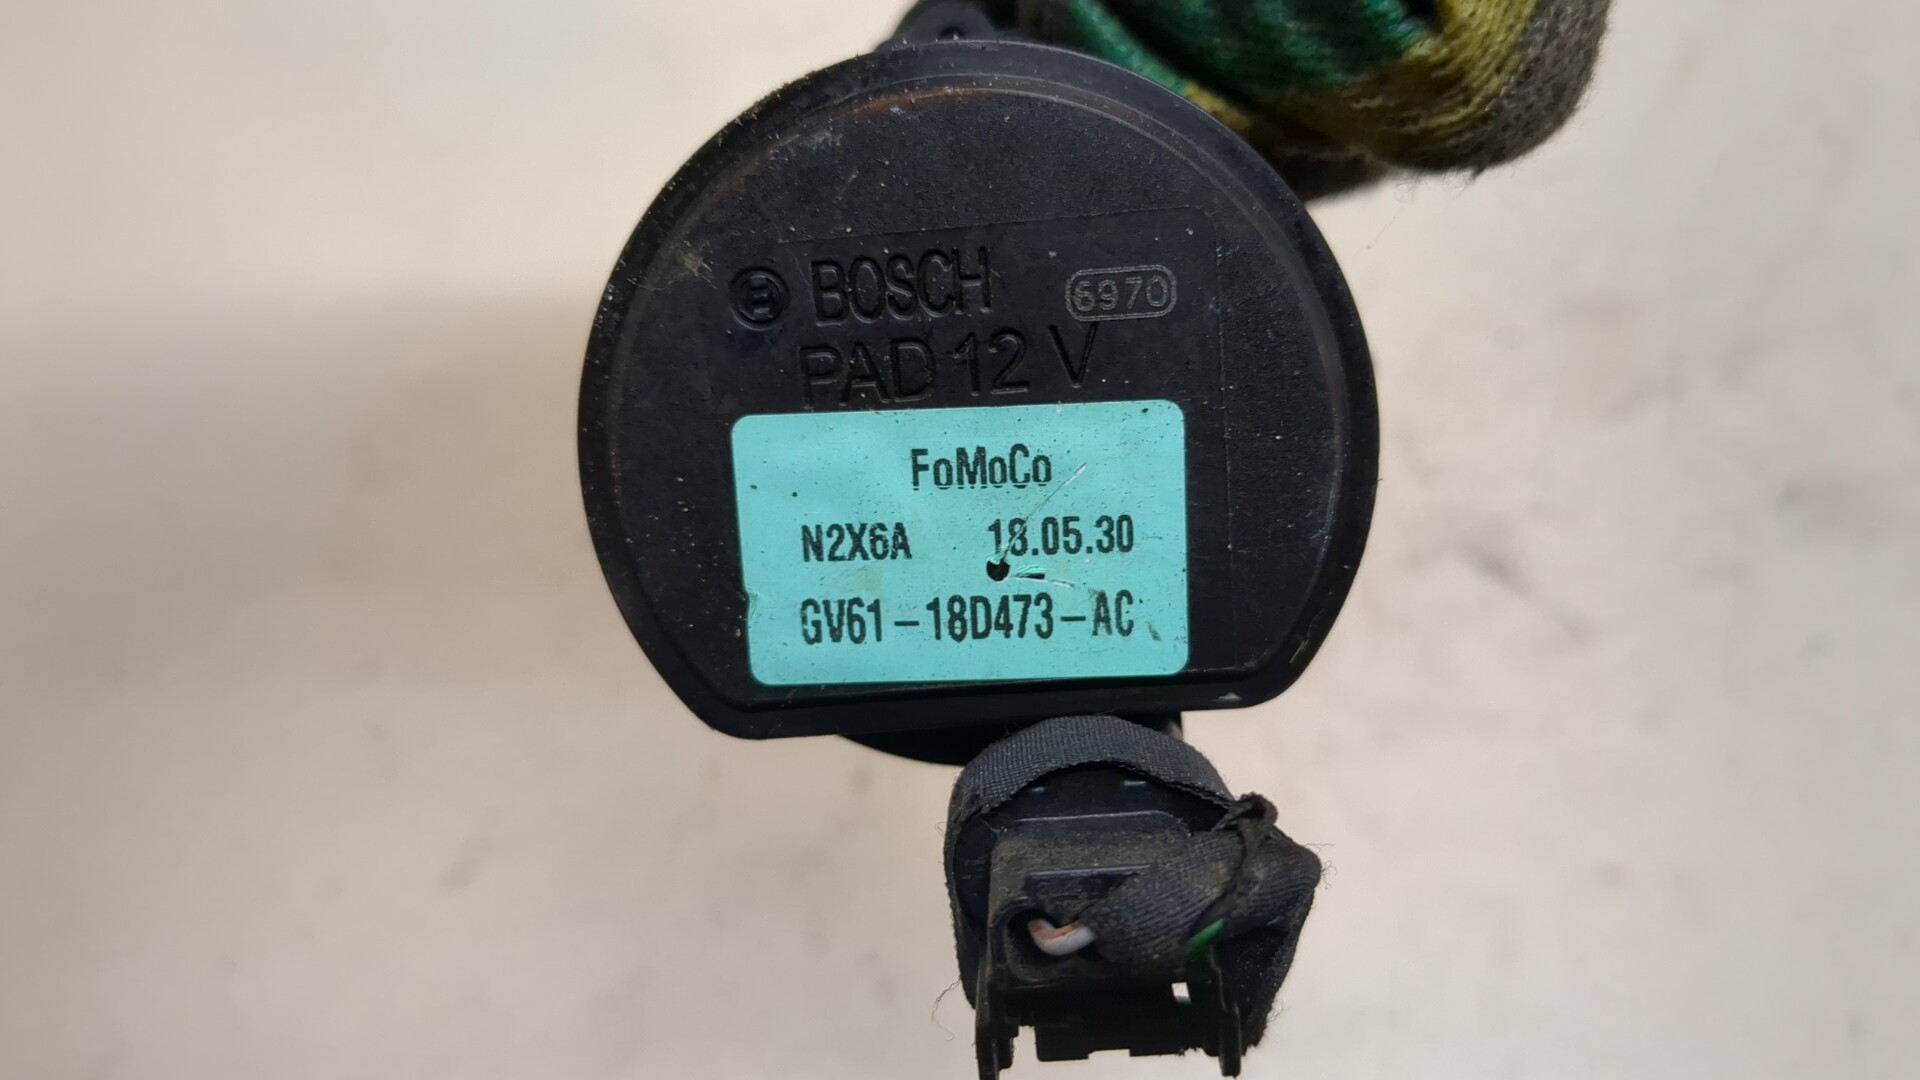 BOSCH 6970
PAD 12 V
FoMoCo
N2X6A 18.05.30
GV61-18D473-AC